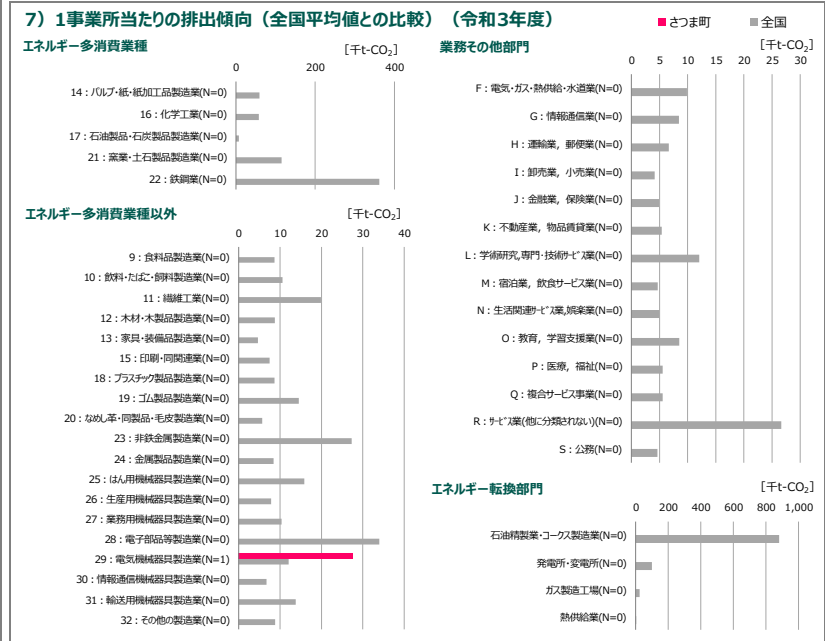 7）1事業所当たりの排出傾向（全国平均値との比較）（令和3年度）
■さつま町 ■全国
エネルギー多消費業種
［千t-CO₂］
0 200 400
14：パルプ・紙・紙加工品製造業(N=0)
16：化学工業(N=0)
17：石油製品・石炭製品製造業(N=0)
21：窯業・土石製品製造業(N=0)
22：鉄鋼業(N=0)
エネルギー多消費業種以外
［千t-CO₂］
0 10 20 30 40
9：食料品製造業(N=0)
10：飲料・たばこ・飼料製造業(N=0)
11：繊維工業(N=0)
12：木材・木製品製造業(N=0)
13：家具・装備品製造業(N=0)
15：印刷・同関連業(N=0)
18：プラスチック製品製造業(N=0)
19：ゴム製品製造業(N=0)
20：なめし革・同製品・毛皮製造業(N=0)
23：非鉄金属製造業(N=0)
24：金属製品製造業(N=0)
25：はん用機械器具製造業(N=0)
26：生産用機械器具製造業(N=0)
27：業務用機械器具製造業(N=0)
28：電子部品等製造業(N=0)
29：電気機械器具製造業(N=1)
30：情報通信機械器具製造業(N=0)
31：輸送用機械器具製造業(N=0)
32：その他の製造業(N=0)
業務その他部門
［千t-CO₂］
0 5 10 15 20 25 30
F：電気・ガス・熱供給・水道業(N=0)
G：情報通信業(N=0)
H：運輸業，郵便業(N=0)
I：卸売業，小売業(N=0)
J：金融業，保険業(N=0)
K：不動産業，物品賃貸業(N=0)
L：学術研究,専門・技術ｻｰﾋﾞｽ業(N=0)
M：宿泊業，飲食サービス業(N=0)
N：生活関連ｻｰﾋﾞｽ業,娯楽業(N=0)
O：教育，学習支援業(N=0)
P：医療，福祉(N=0)
Q：複合サービス事業(N=0)
R：ｻｰﾋﾞｽ業(他に分類されない)(N=0)
S：公務(N=0)
エネルギー転換部門
［千t-CO₂］
0 200 400 600 800 1,000
石油精製業・コークス製造業(N=0)
発電所・変電所(N=0)
ガス製造工場(N=0)
熱供給業(N=0)